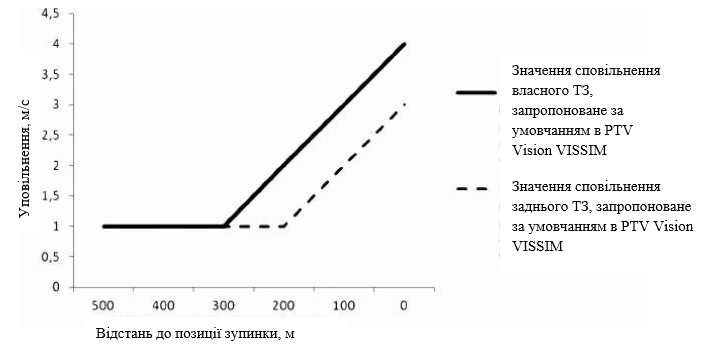 4,5
4
3,5
3
2,5
2
1,5
1
0,5
0
Уповільнення, м/с
500 400 300 200 100 0
Відстань до позиції зупинки, м
Значення сповільнення
власного ТЗ,
запропоноване за
умовчанням в PTV
Vision VISSIM
Значення сповільнення
заднього ТЗ, запропоноване
за умовчанням в PTV Vision
VISSIM